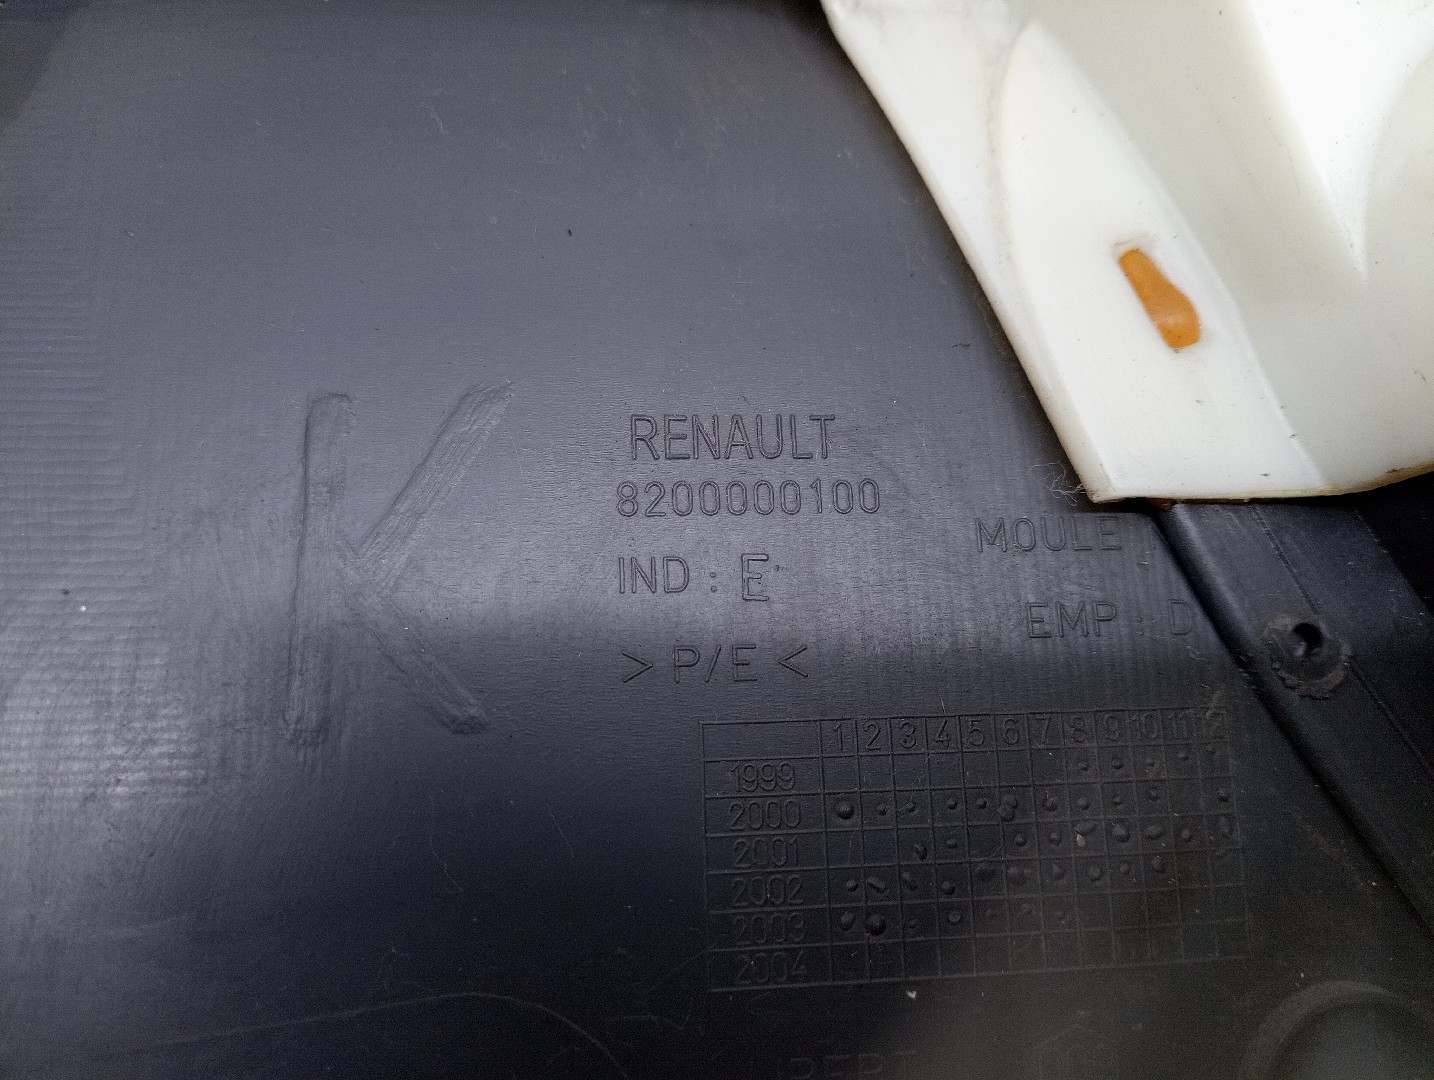 K
RENAULT
8200000100
IND : E
> P/E <
MOULE
EMP : D
1 2 3 4 5 6 7 8 9 10 11 12
1999
2000
2001
2002
2003
2004